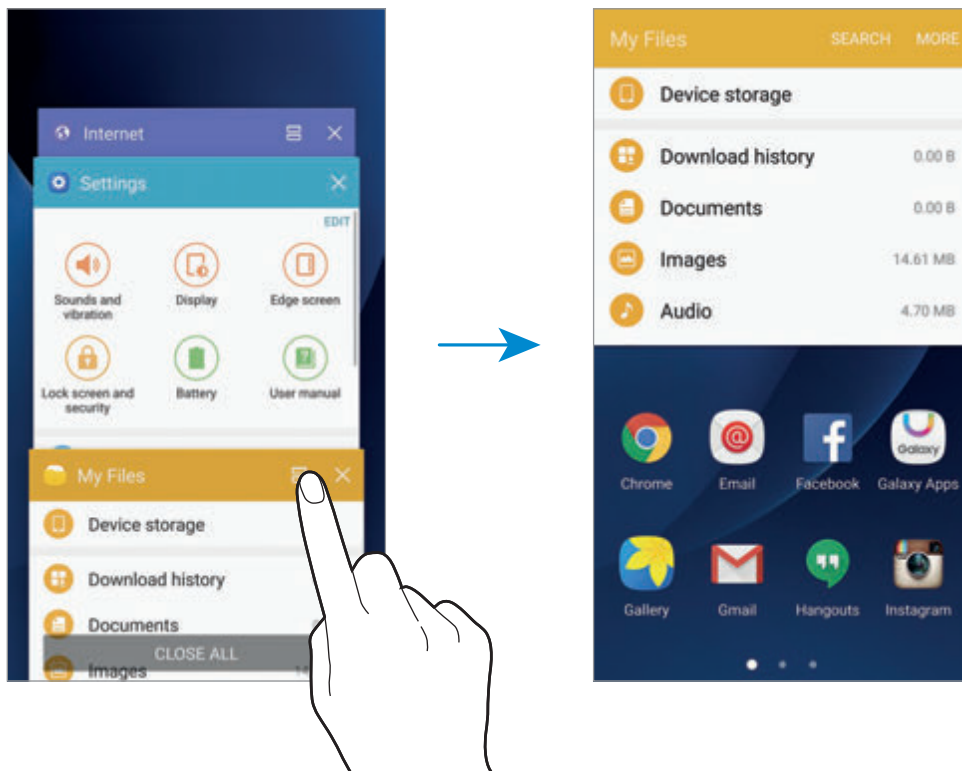 Internet
Settings
EDIT
Sounds and
vibration
Display
Edge screen
Lock screen and
security
Battery
User manual
My Files
Device storage
Download history
Documents
CLOSE ALL
Images
My Files SEARCH MORE
Device storage
Download history 0.00 B
Documents 0.00 B
Images 14.61 MB
Audio 4.70 MB
Galaxy
Chrome Email Facebook Galaxy Apps
Gallery Gmail Hangouts Instagram